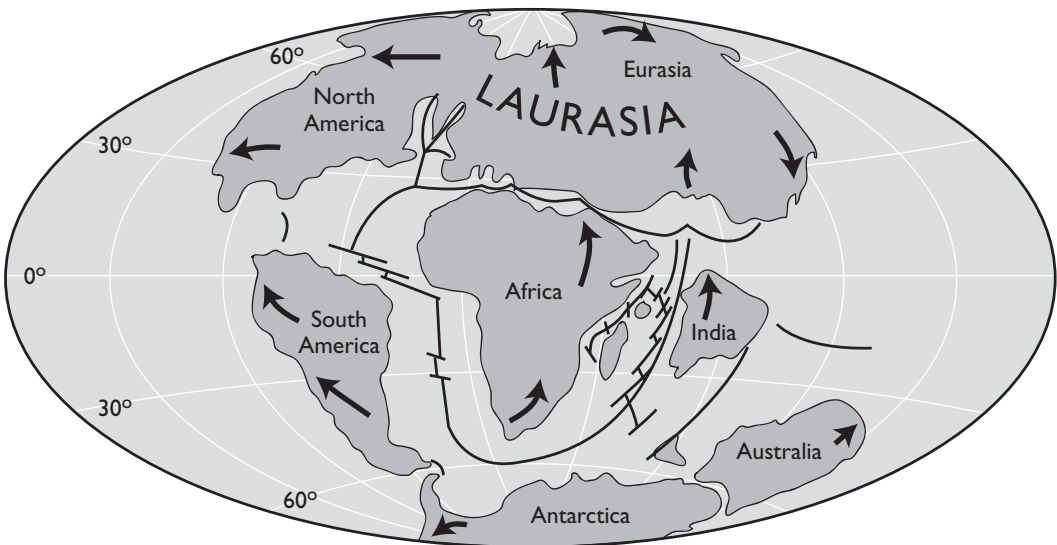 60°
Eurasia
North
America
LAURASIA
30°
0°
Africa
South
America
India
30°
Australia
60°
Antarctica